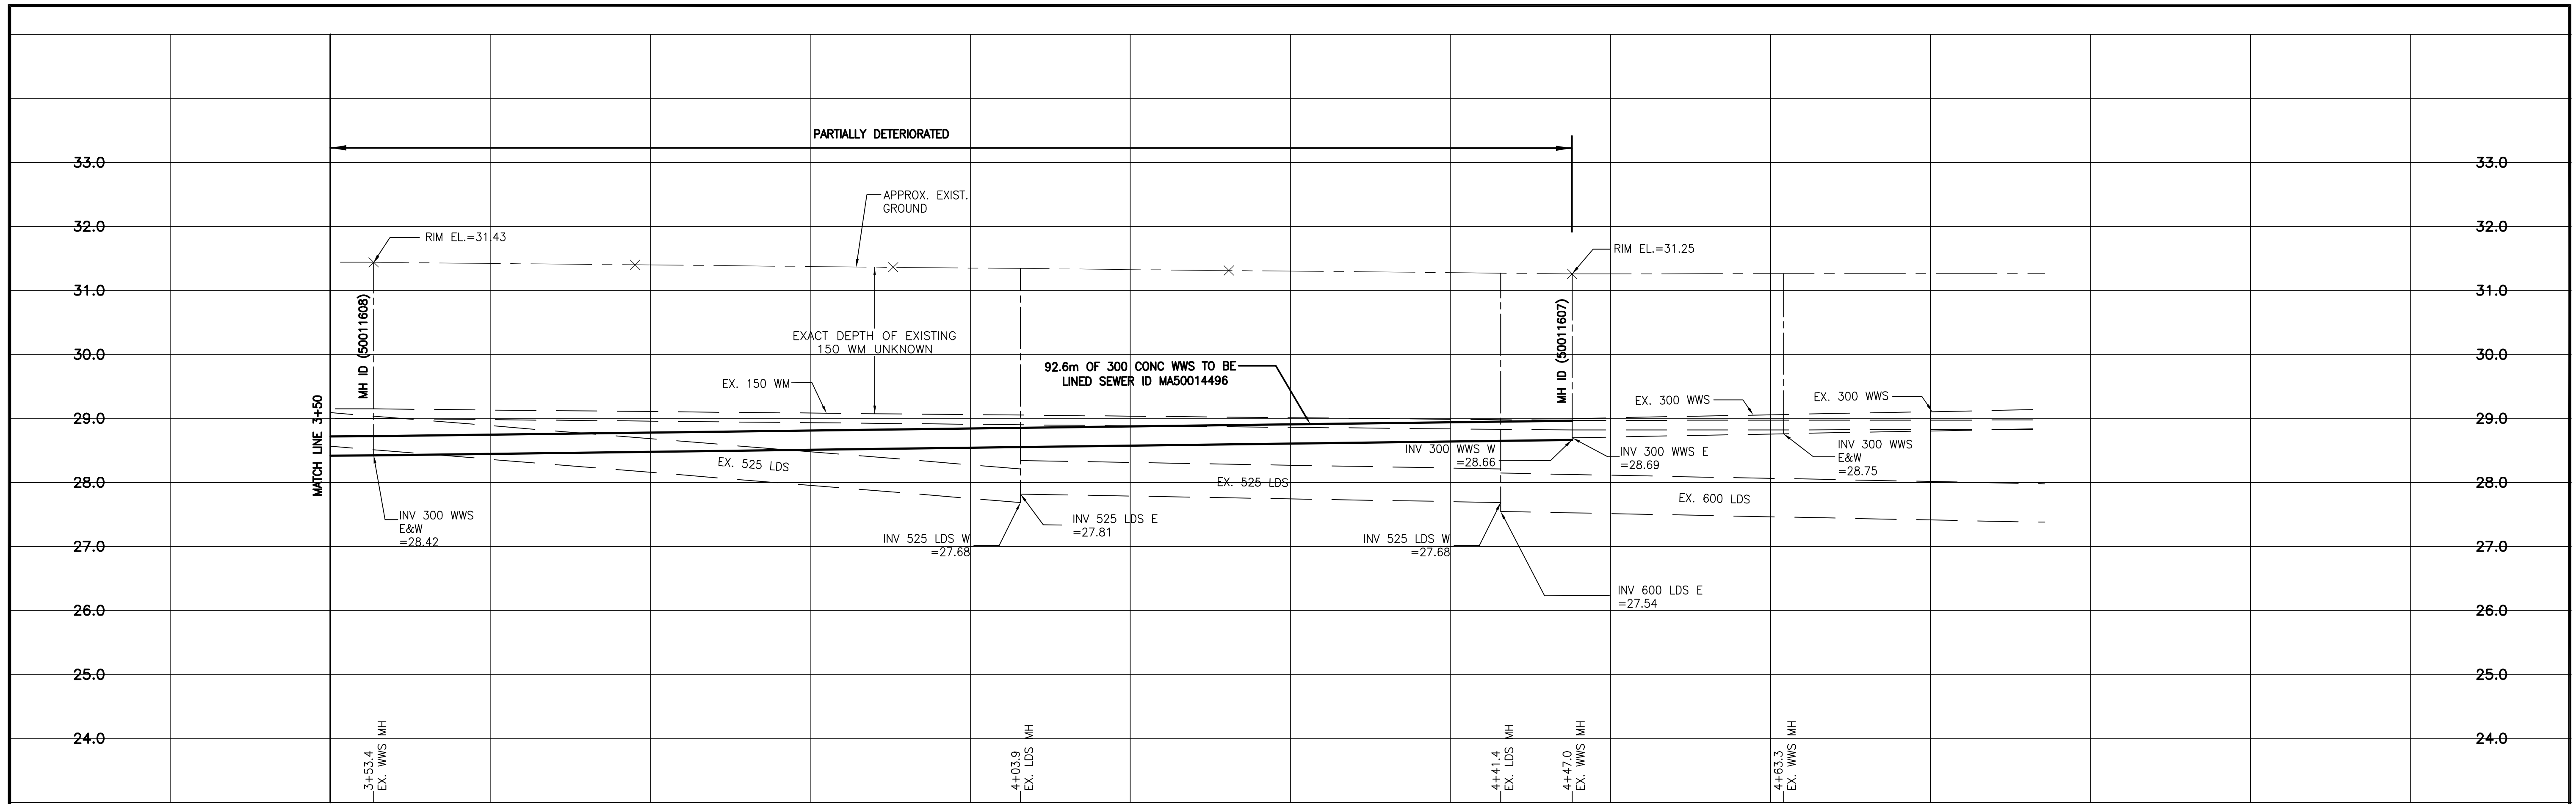 PARTIALLY DETERIORATED
33.0
33.0
APPROX. EXIST.
GROUND
32.0
32.0
RIM EL.=31.43
RIM EL.=31.25
31.0
31.0
MH ID (50011608)
MH ID (50011607)
EXACT DEPTH OF EXISTING
150 WM UNKNOWN
30.0
30.0
92.6m OF 300 CONC WWS TO BE
LINED SEWER ID MA50014496
EX. 150 WM
EX. 300 WWS
EX. 300 WWS
29.0
29.0
MATCH LINE 3+50
EX. 525 LDS
INV 300 WWS W
=28.66
INV 300 WWS E
=28.69
INV 300 WWS
E&W
=28.75
28.0
28.0
EX. 525 LDS
EX. 600 LDS
INV 300 WWS
E&W
=28.42
INV 525 LDS E
=27.81
INV 525 LDS W
=27.68
INV 525 LDS W
=27.68
27.0
27.0
INV 600 LDS E
=27.54
26.0
26.0
25.0
25.0
24.0
24.0
3+53.4
EX. WWS MH
4+03.9
EX. LDS MH
4+41.4
EX. LDS MH
4+47.0
EX. WWS MH
4+63.3
EX. WWS MH